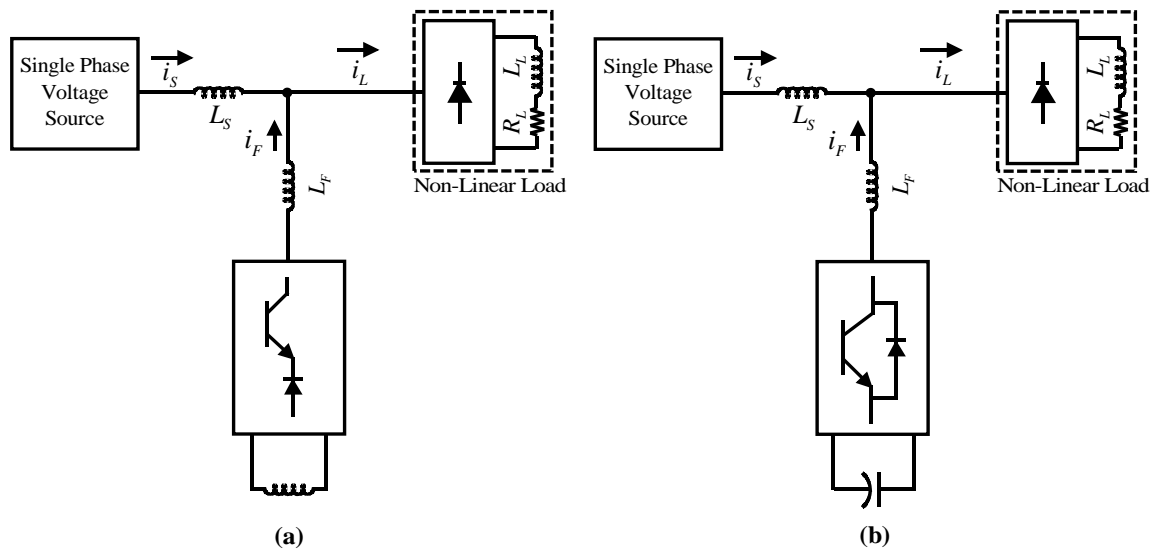 Single Phase
Voltage
Source
i_S
L_S
i_F
L_F
i_L
L_L
R_L
Non-Linear Load
(a)
Single Phase
Voltage
Source
i_S
L_S
i_F
L_F
i_L
L_L
R_L
Non-Linear Load
(b)